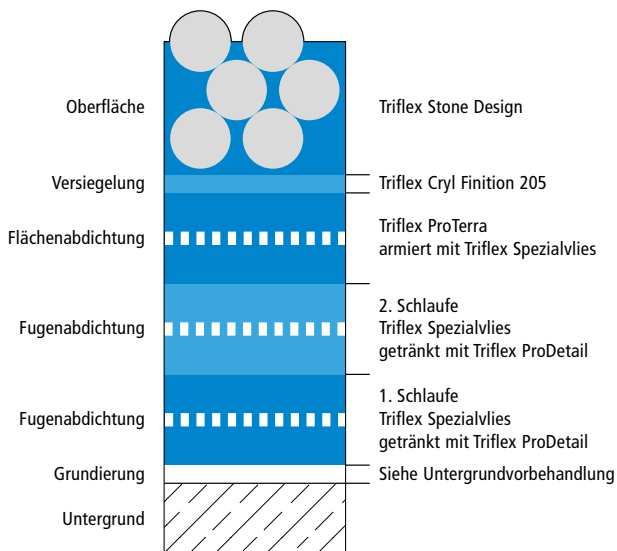 Oberfläche
Triflex Stone Design
Versiegelung
Triflex Cryl Finition 205
Flächenabdichtung
Triflex ProTerra
armiert mit Triflex Spezialvlies
Fugenabdichtung
2. Schlaufe
Triflex Spezialvlies
getränkt mit Triflex ProDetail
Fugenabdichtung
1. Schlaufe
Triflex Spezialvlies
getränkt mit Triflex ProDetail
Grundierung
Siehe Untergrundvorbehandlung
Untergrund